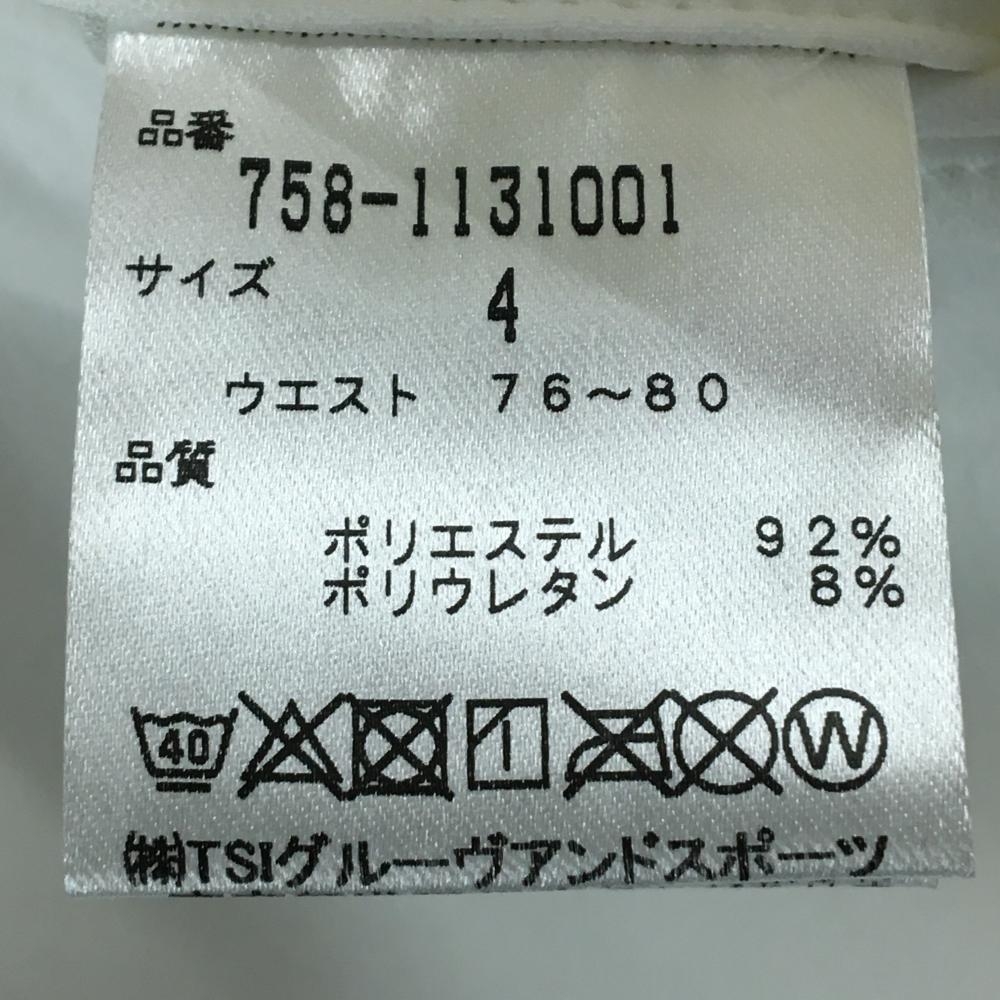 品番
758-1131001
サイズ
4
ウエスト 76～80
品質
ポリエステル 92%
ポリウレタン 8%
40
W
㈱TSIグルーヴアンドスポーツ